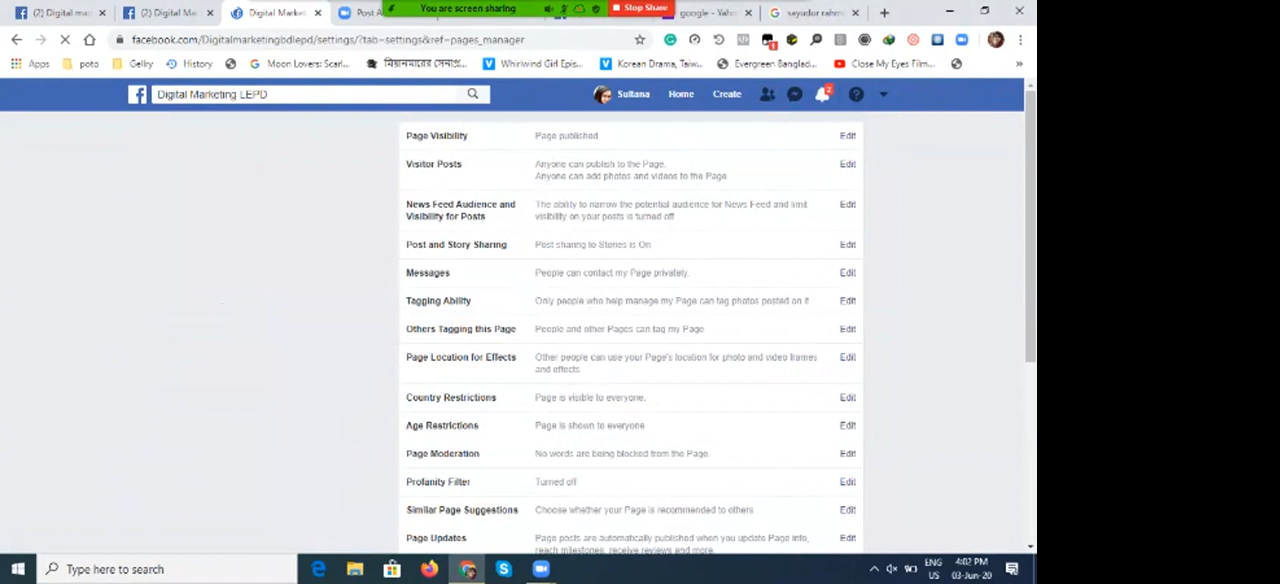 (2) Digital mar
(2) Digital Ma
Digital Market
Post A
You are screen sharing
Stop Share
google - Yaho
sayadur rahm
facebook.com/Digitalmarketingbdlepd/settings/?tab=settings&ref=pages_manager
Apps
poto
Gellry
History
Moon Lovers: Scarl...
Whirlwind Girl Epis...
Korean Drama, Taiw...
Evergreen Banglad...
Close My Eyes Film...
»
Digital Marketing LEPD
Sultana
Home
Create
2
Page Visibility
Page published
Edit
Visitor Posts
Anyone can publish to the Page.
Anyone can add photos and videos to the Page
Edit
News Feed Audience and
Visibility for Posts
The ability to narrow the potential audience for News Feed and limit
visibility on your posts is turned off
Edit
Post and Story Sharing
Post sharing to Stories is On
Edit
Messages
People can contact my Page privately.
Edit
Tagging Ability
Only people who help manage my Page can tag photos posted on it
Edit
Others Tagging this Page
People and other Pages can tag my Page
Edit
Page Location for Effects
Other people can use your Page's location for photo and video frames
and effects
Edit
Country Restrictions
Page is visible to everyone.
Edit
Age Restrictions
Page is shown to everyone
Edit
Page Moderation
No words are being blocked from the Page.
Edit
Profanity Filter
Turned off
Edit
Similar Page Suggestions
Choose whether your Page is recommended to others
Edit
Page Updates
Page posts are automatically published when you update Page info,
reach milestones, receive reviews and more.
Edit
Type here to search
ENG
US
4:02 PM
03-Jun-20